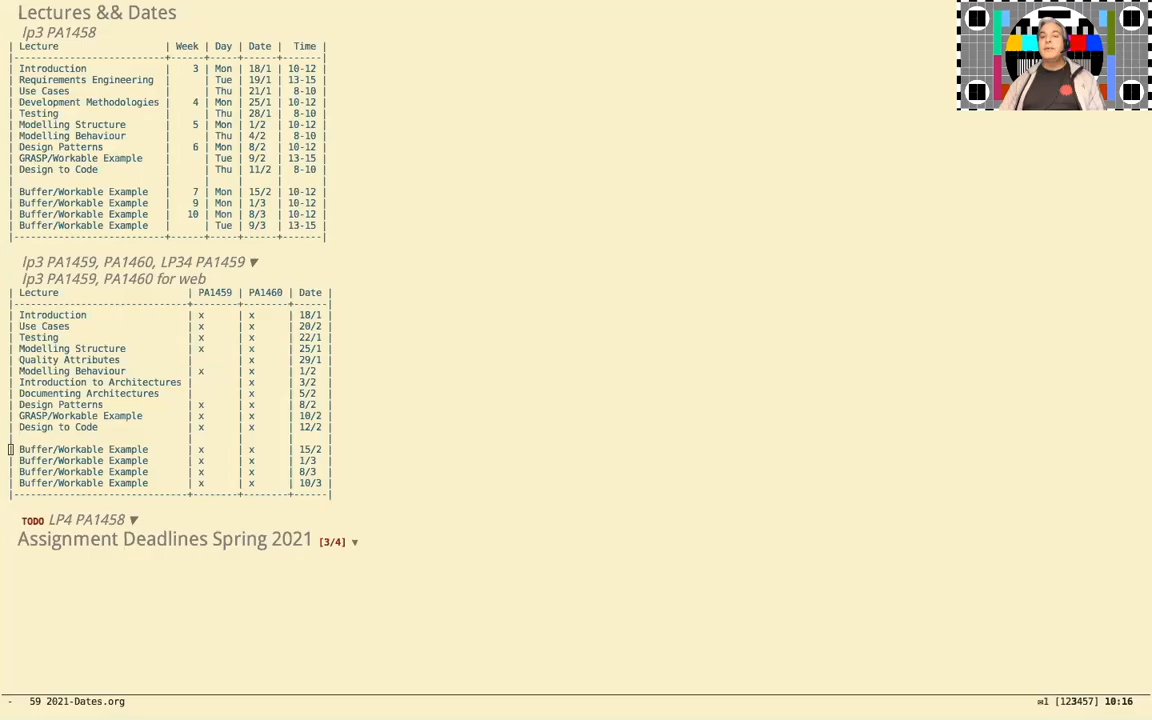 Lectures && Dates
lp3 PA1458
| Lecture | Week | Day | Date | Time |
|----------------------------+------+-----+------+-------|
| Introduction | 3 | Mon | 18/1 | 10-12 |
| Requirements Engineering | | Tue | 19/1 | 13-15 |
| Use Cases | | Thu | 21/1 | 8-10 |
| Development Methodologies | 4 | Mon | 25/1 | 10-12 |
| Testing | | Thu | 28/1 | 8-10 |
| Modelling Structure | 5 | Mon | 1/2 | 10-12 |
| Modelling Behaviour | | Thu | 4/2 | 8-10 |
| Design Patterns | 6 | Mon | 8/2 | 10-12 |
| GRASP/Workable Example | | Tue | 9/2 | 13-15 |
| Design to Code | | Thu | 11/2 | 8-10 |
| | | | | |
| Buffer/Workable Example | 7 | Mon | 15/2 | 10-12 |
| Buffer/Workable Example | 9 | Mon | 1/3 | 10-12 |
| Buffer/Workable Example | 10 | Mon | 8/3 | 10-12 |
| Buffer/Workable Example | | Tue | 9/3 | 13-15 |
|----------------------------+------+-----+------+-------|
lp3 PA1459, PA1460, LP34 PA1459 ▼
lp3 PA1459, PA1460 for web
| Lecture | PA1459 | PA1460 | Date |
|-------------------------------+--------+--------+------|
| Introduction | x | x | 18/1 |
| Use Cases | x | x | 20/2 |
| Testing | x | x | 22/1 |
| Modelling Structure | x | x | 25/1 |
| Quality Attributes | | x | 29/1 |
| Modelling Behaviour | x | x | 1/2 |
| Introduction to Architectures | | x | 3/2 |
| Documenting Architectures | | x | 5/2 |
| Design Patterns | x | x | 8/2 |
| GRASP/Workable Example | x | x | 10/2 |
| Design to Code | x | x | 12/2 |
| | | | |
| Buffer/Workable Example | x | x | 15/2 |
| Buffer/Workable Example | x | x | 1/3 |
| Buffer/Workable Example | x | x | 8/3 |
| Buffer/Workable Example | x | x | 10/3 |
|-------------------------------+--------+--------+------|
TODO LP4 PA1458 ▼
Assignment Deadlines Spring 2021 [3/4] ▼
- 59 2021-Dates.org ✉1 [123457] 10:16